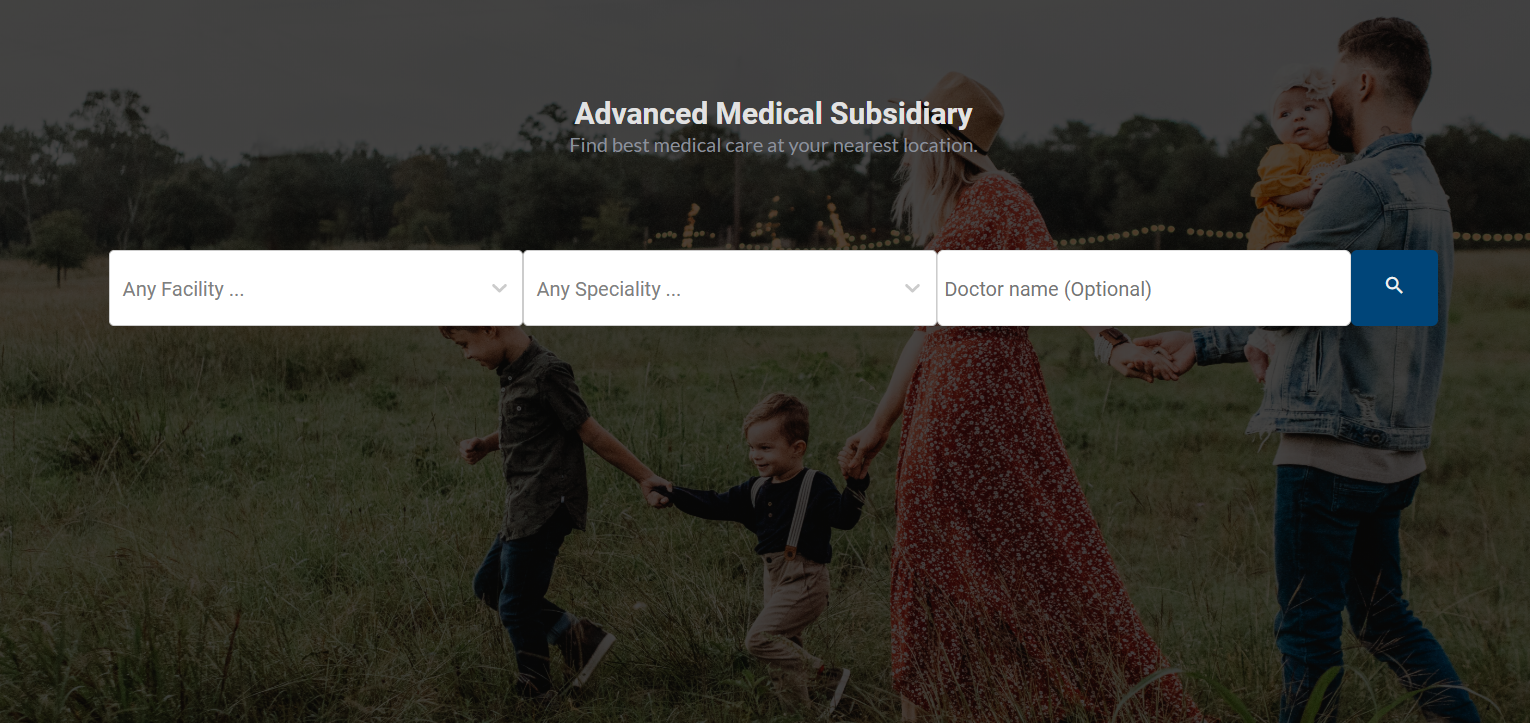 Advanced Medical Subsidiary
Find best medical care at your nearest location.
Any Facility ...
Any Speciality ...
Doctor name (Optional)